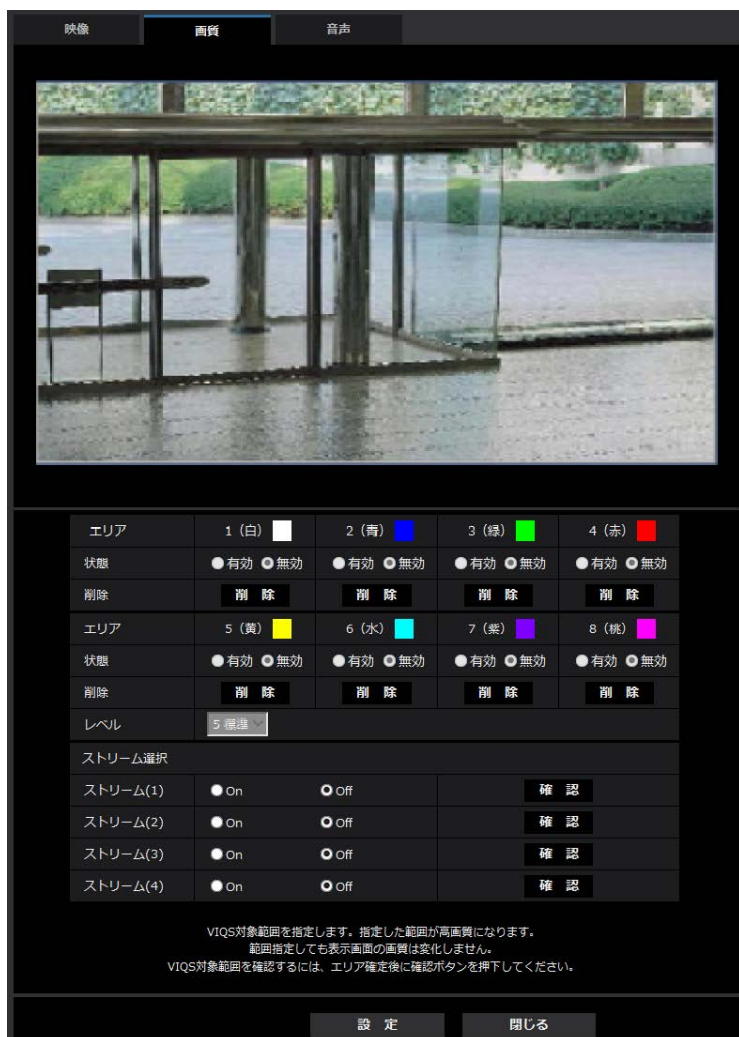 映像 画質 音声
エリア 1（白） 2（青） 3（緑） 4（赤）
状態 有効 無効 有効 無効 有効 無効 有効 無効
削除 削 除 削 除 削 除 削 除
エリア 5（黄） 6（水） 7（紫） 8（桃）
状態 有効 無効 有効 無効 有効 無効 有効 無効
削除 削 除 削 除 削 除 削 除
レベル 5 標準
ストリーム選択
ストリーム(1) On Off 確 認
ストリーム(2) On Off 確 認
ストリーム(3) On Off 確 認
ストリーム(4) On Off 確 認
VIQS対象範囲を指定します。指定した範囲が高画質になります。
範囲指定しても表示画面の画質は変化しません。
VIQS対象範囲を確認するには、エリア確定後に確認ボタンを押下してください。
設 定 閉じる